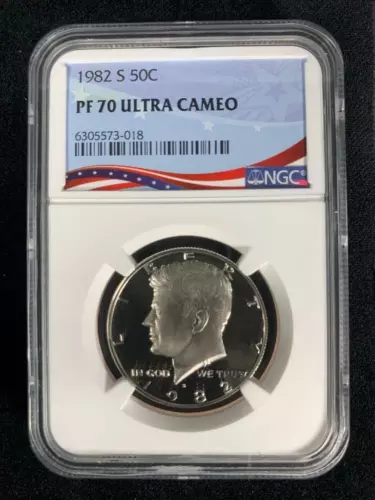 1982 S 50C
PF 70 ULTRA CAMEO
6305573-018
NGC
LIBERTY
IN GOD WE TRUST
S
1982